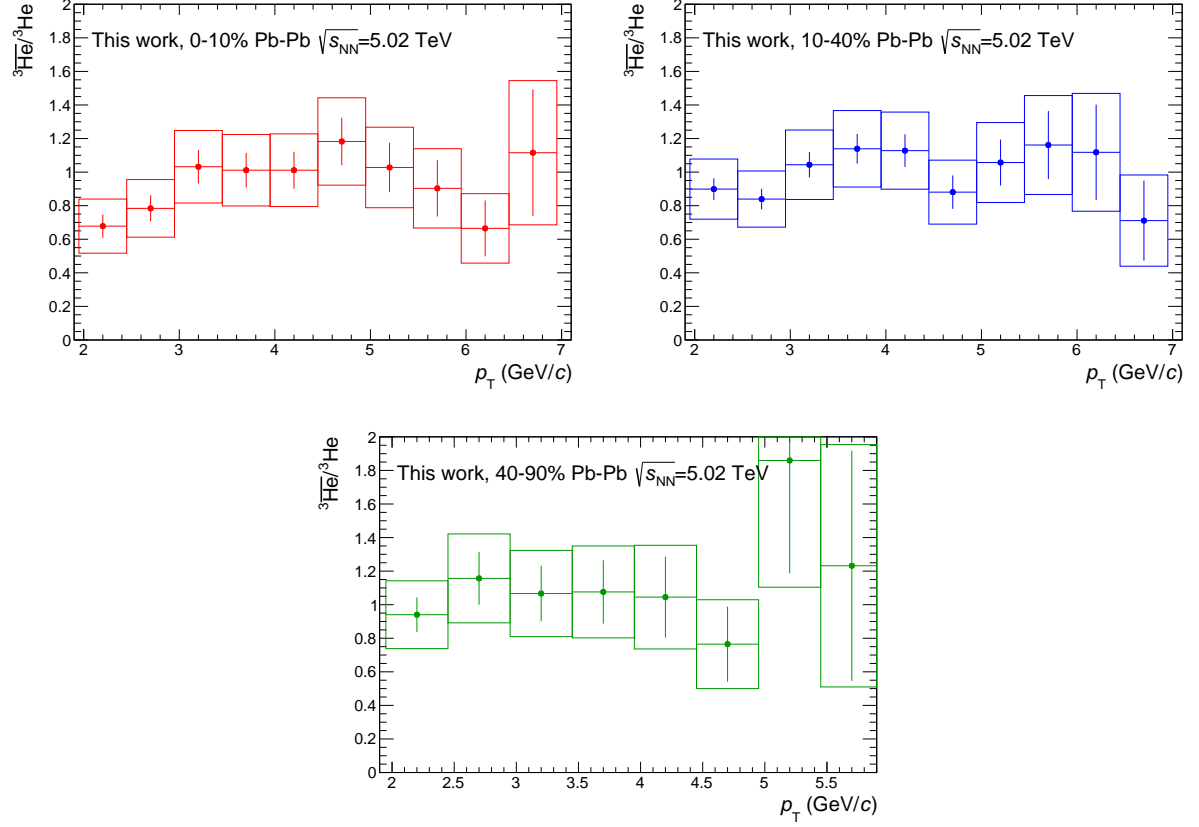 This work, 0-10% Pb-Pb √sNN=5.02 TeV
³H̅e̅/³He
2
1.8
1.6
1.4
1.2
1
0.8
0.6
0.4
0.2
0
2 3 4 5 6 7
pT (GeV/c)
This work, 10-40% Pb-Pb √sNN=5.02 TeV
³H̅e̅/³He
2
1.8
1.6
1.4
1.2
1
0.8
0.6
0.4
0.2
0
2 3 4 5 6 7
pT (GeV/c)
This work, 40-90% Pb-Pb √sNN=5.02 TeV
³H̅e̅/³He
2
1.8
1.6
1.4
1.2
1
0.8
0.6
0.4
0.2
0
2 2.5 3 3.5 4 4.5 5 5.5
pT (GeV/c)